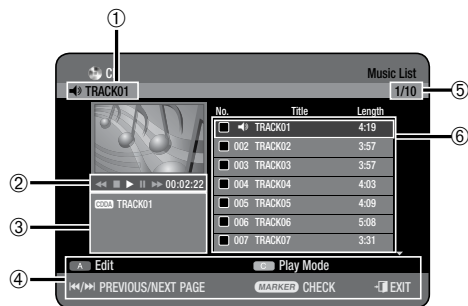 ①
C Music List
TRACK01 1/10 ⑤
No. Title Length
TRACK01 4:19 ⑥
002 TRACK02 3:57
003 TRACK03 3:57
② 00:02:22 004 TRACK04 4:03
③ CDDA TRACK01 005 TRACK05 4:09
006 TRACK06 5:08
007 TRACK07 3:31
④ A Edit C Play Mode
PREVIOUS/NEXT PAGE MARKER CHECK EXIT